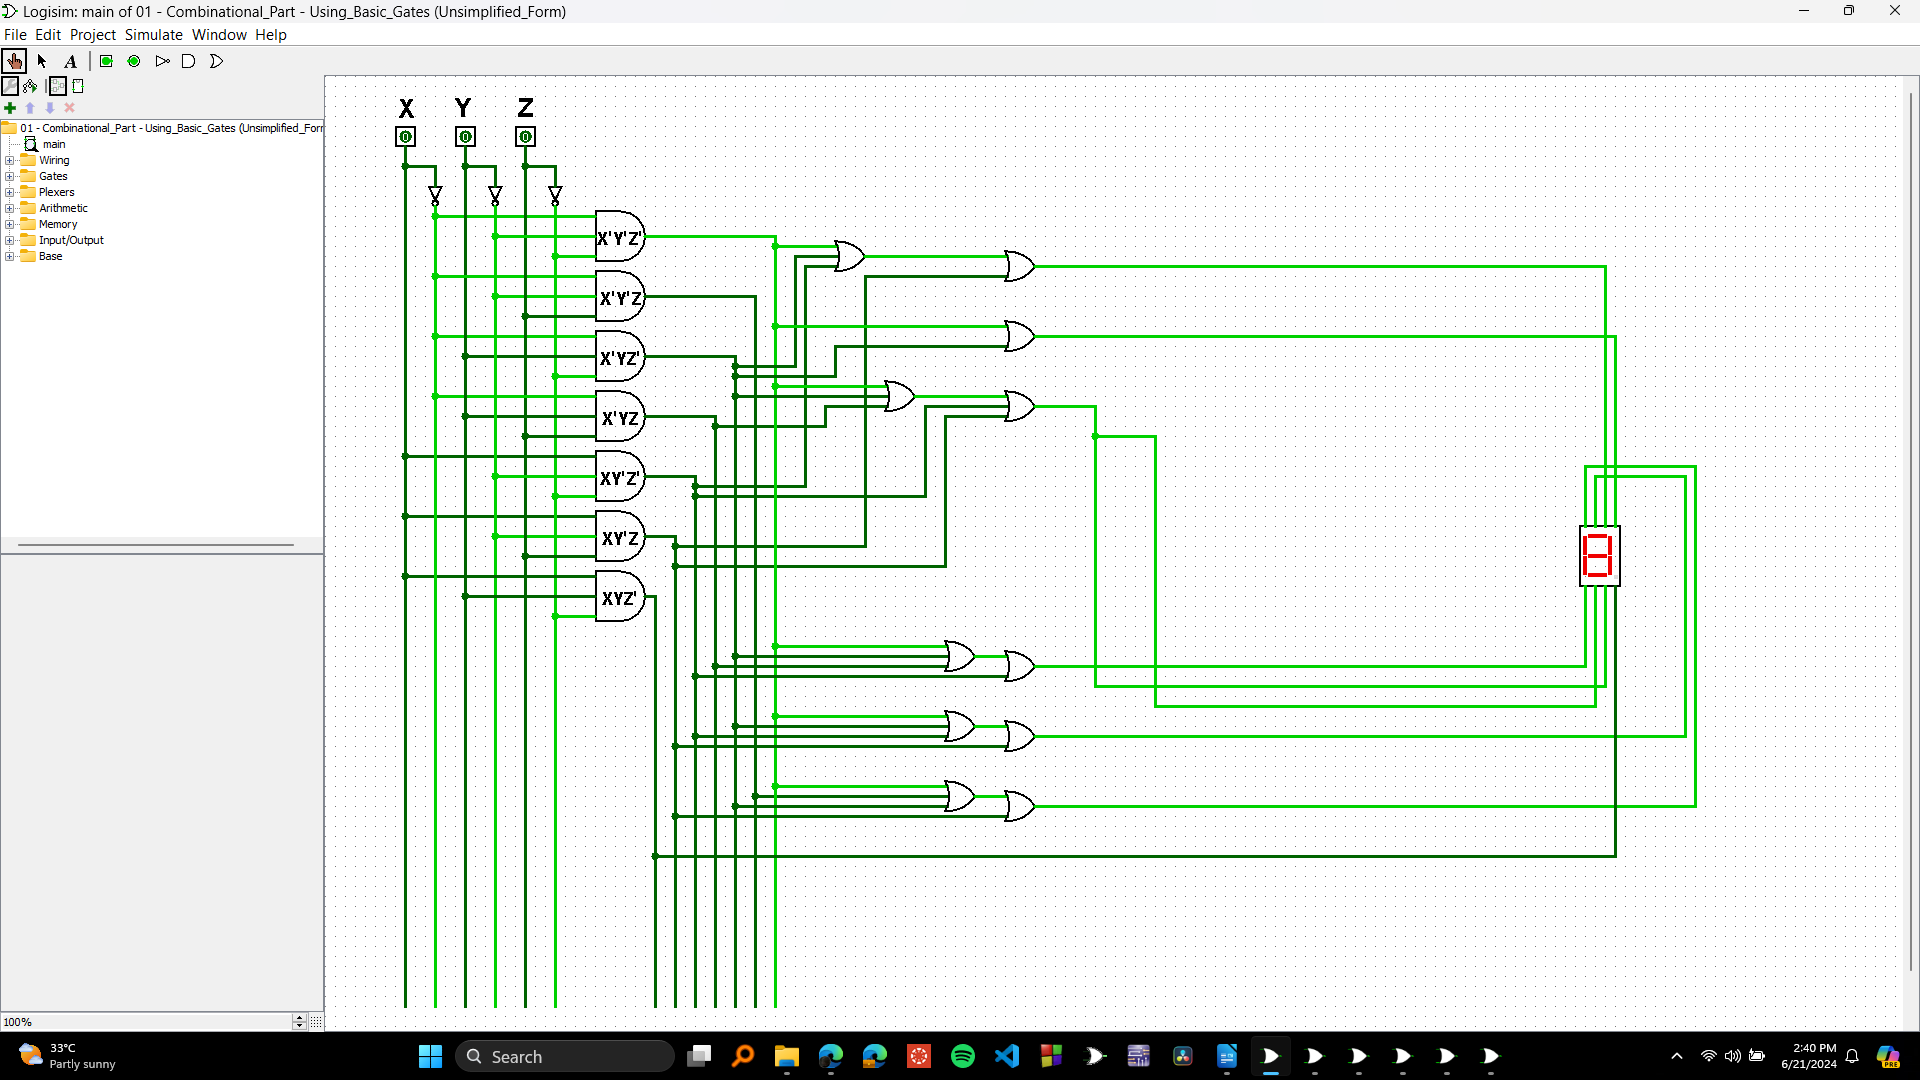 Logisim: main of 01 - Combinational_Part - Using_Basic_Gates (Unsimplified_Form)
File Edit Project Simulate Window Help
A
X Y Z
0 0 0
01 - Combinational_Part - Using_Basic_Gates (Unsimplified_Forr
main
Wiring
Gates
Plexers
Arithmetic
Memory
Input/Output
Base
X'Y'Z'
X'Y'Z
X'YZ'
X'YZ
XY'Z'
XY'Z
XYZ'
0
100%
33°C
Partly sunny
Search
2:40 PM
6/21/2024
PRE